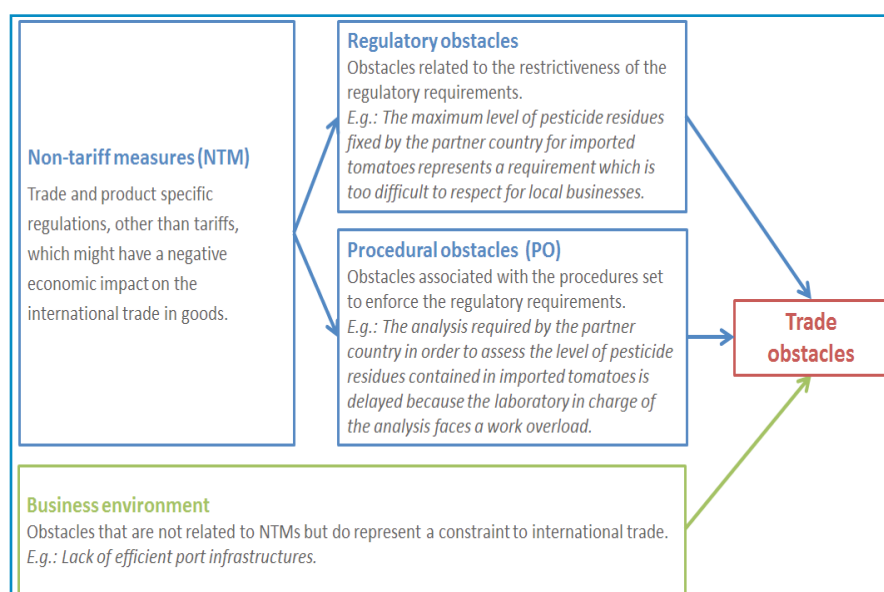 Non-tariff measures (NTM)
Trade and product specific
regulations, other than tariffs,
which might have a negative
economic impact on the
international trade in goods.
Regulatory obstacles
Obstacles related to the restrictiveness of the
regulatory requirements.
E.g.: The maximum level of pesticide residues
fixed by the partner country for imported
tomatoes represents a requirement which is
too difficult to respect for local businesses.
Procedural obstacles (PO)
Obstacles associated with the procedures set
to enforce the regulatory requirements.
E.g.: The analysis required by the partner
country in order to assess the level of pesticide
residues contained in imported tomatoes is
delayed because the laboratory in charge of
the analysis faces a work overload.
Trade
obstacles
Business environment
Obstacles that are not related to NTMs but do represent a constraint to international trade.
E.g.: Lack of efficient port infrastructures.